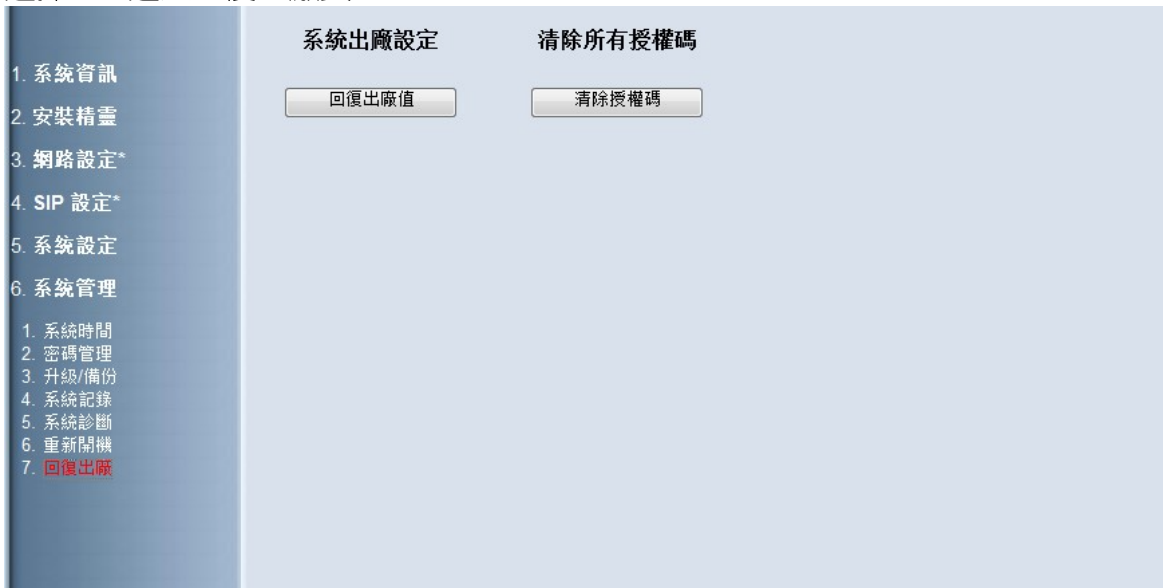 系統出廠設定 清除所有授權碼
回復出廠值 清除授權碼
1. 系統資訊
2. 安裝精靈
3. 網路設定*
4. SIP 設定*
5. 系統設定
6. 系統管理
1. 系統時間
2. 密碼管理
3. 升級/備份
4. 系統記錄
5. 系統診斷
6. 重新開機
7. 回復出廠